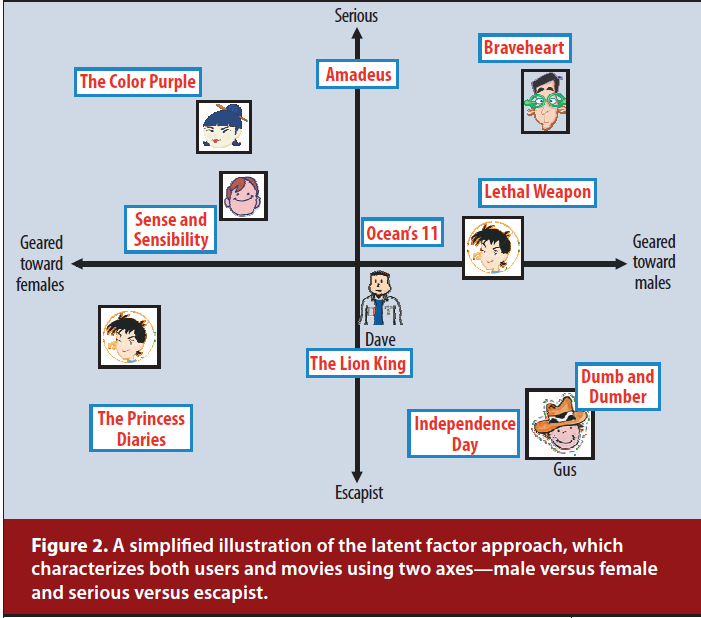 Serious
Braveheart
Amadeus
The Color Purple
Lethal Weapon
Sense and
Sensibility
Ocean's 11
Geared
toward
females
Geared
toward
males
Dave
The Lion King
Dumb and
Dumber
The Princess
Diaries
Independence
Day
Gus
Escapist
Figure 2. A simplified illustration of the latent factor approach, which
characterizes both users and movies using two axes—male versus female
and serious versus escapist.